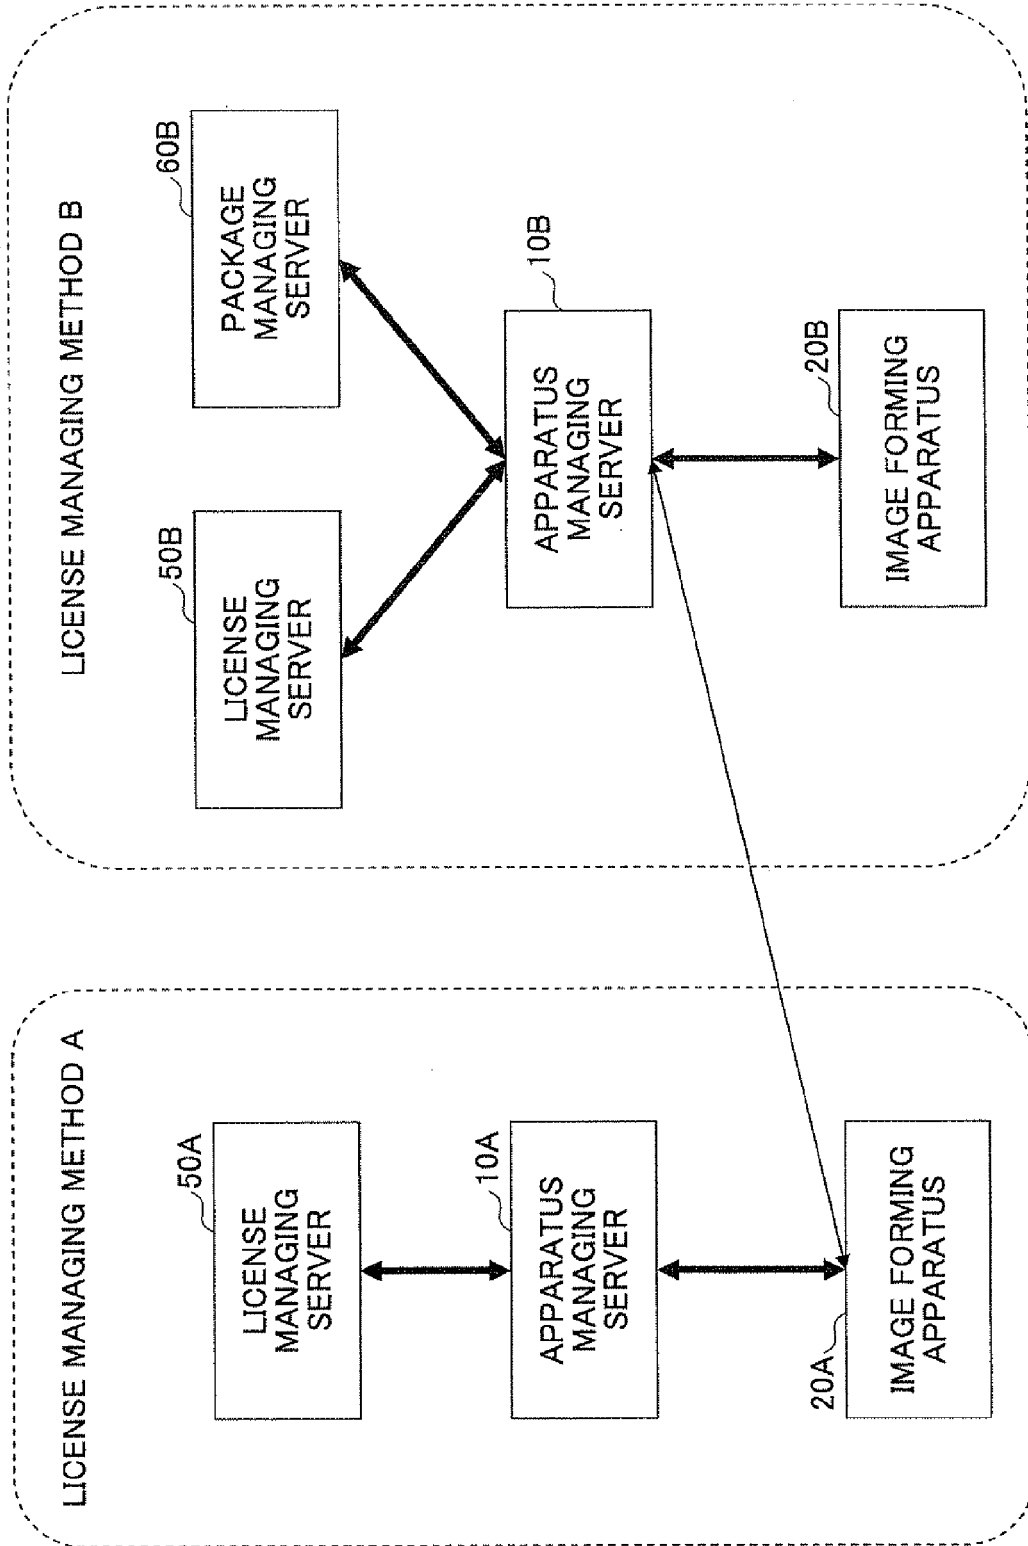 LICENSE MANAGING METHOD A
50A
LICENSE
MANAGING
SERVER
10A
APPARATUS
MANAGING
SERVER
20A
IMAGE FORMING
APPARATUS
LICENSE MANAGING METHOD B
50B
LICENSE
MANAGING
SERVER
60B
PACKAGE
MANAGING
SERVER
10B
APPARATUS
MANAGING
SERVER
20B
IMAGE FORMING
APPARATUS